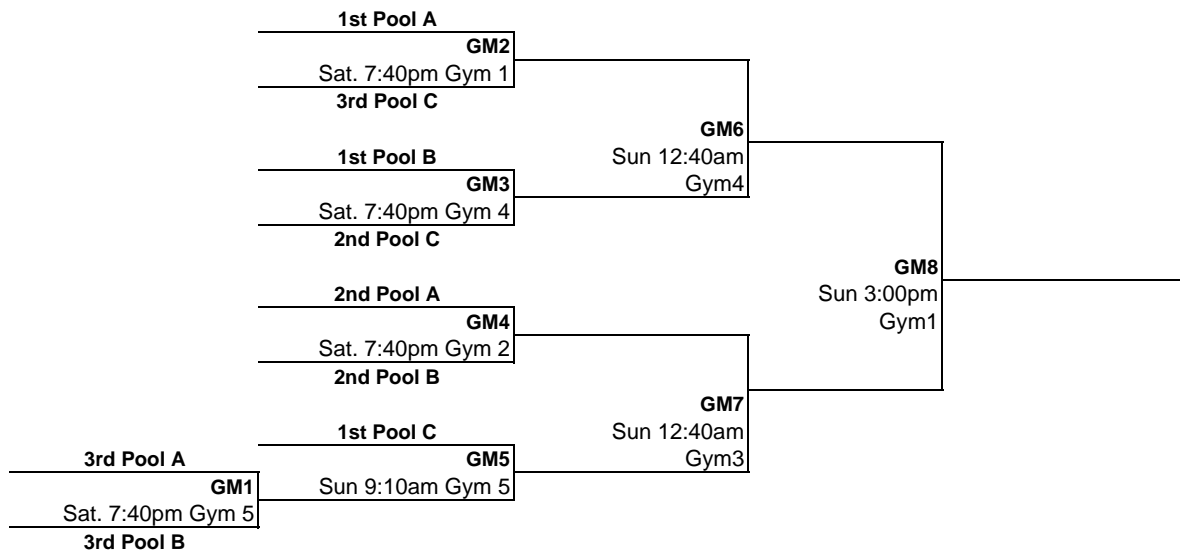 1st Pool A
GM2
Sat. 7:40pm Gym 1
3rd Pool C
GM6
Sun 12:40am
Gym4
1st Pool B
GM3
Sat. 7:40pm Gym 4
2nd Pool C
GM8
Sun 3:00pm
Gym1
2nd Pool A
GM4
Sat. 7:40pm Gym 2
2nd Pool B
GM7
Sun 12:40am
Gym3
1st Pool C
GM5
Sun 9:10am Gym 5
3rd Pool A
GM1
Sat. 7:40pm Gym 5
3rd Pool B